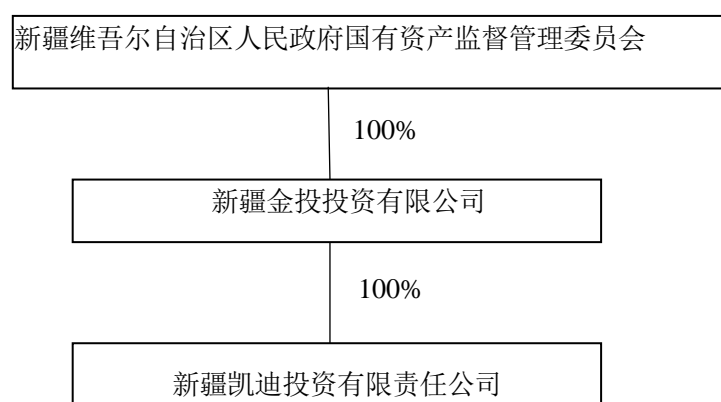 新疆维吾尔自治区人民政府国有资产监督管理委员会
100%
新疆金投投资有限公司
100%
新疆凯迪投资有限责任公司